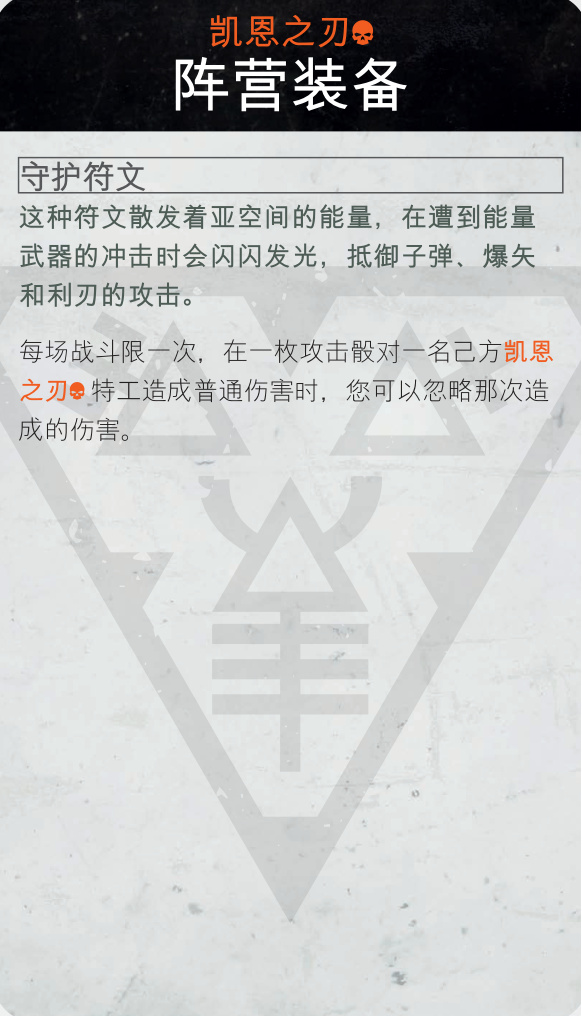 凯恩之刃
阵营装备
守护符文
这种符文散发着亚空间的能量，在遭到能量
武器的冲击时会闪闪发光，抵御子弹、爆矢
和利刃的攻击。
每场战斗限一次，在一枚攻击骰对一名己方凯恩
之刃 特工造成普通伤害时，您可以忽略那次造
成的伤害。